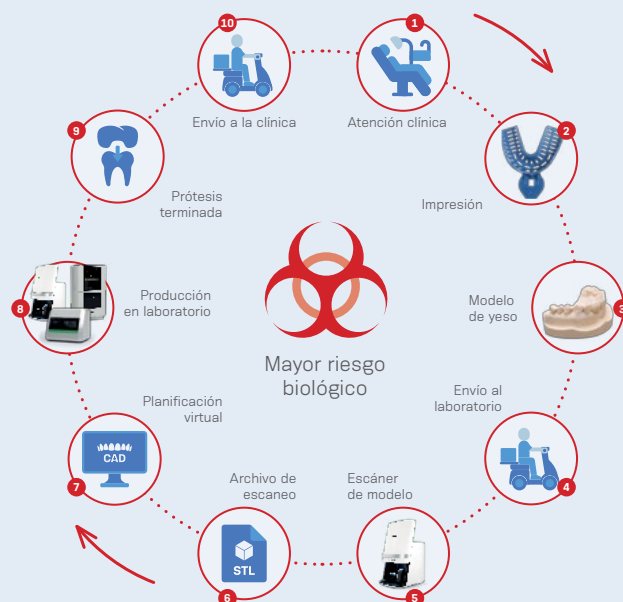 1
Atención clínica
2
Impresión
3
Modelo
de yeso
4
Envío al
laboratorio
5
Escáner
de modelo
6
Archivo de
escaneo
STL
7
Planificación
virtual
CAD
8
Producción
en laboratorio
9
Prótesis
terminada
10
Envío a la clínica
Mayor riesgo
biológico